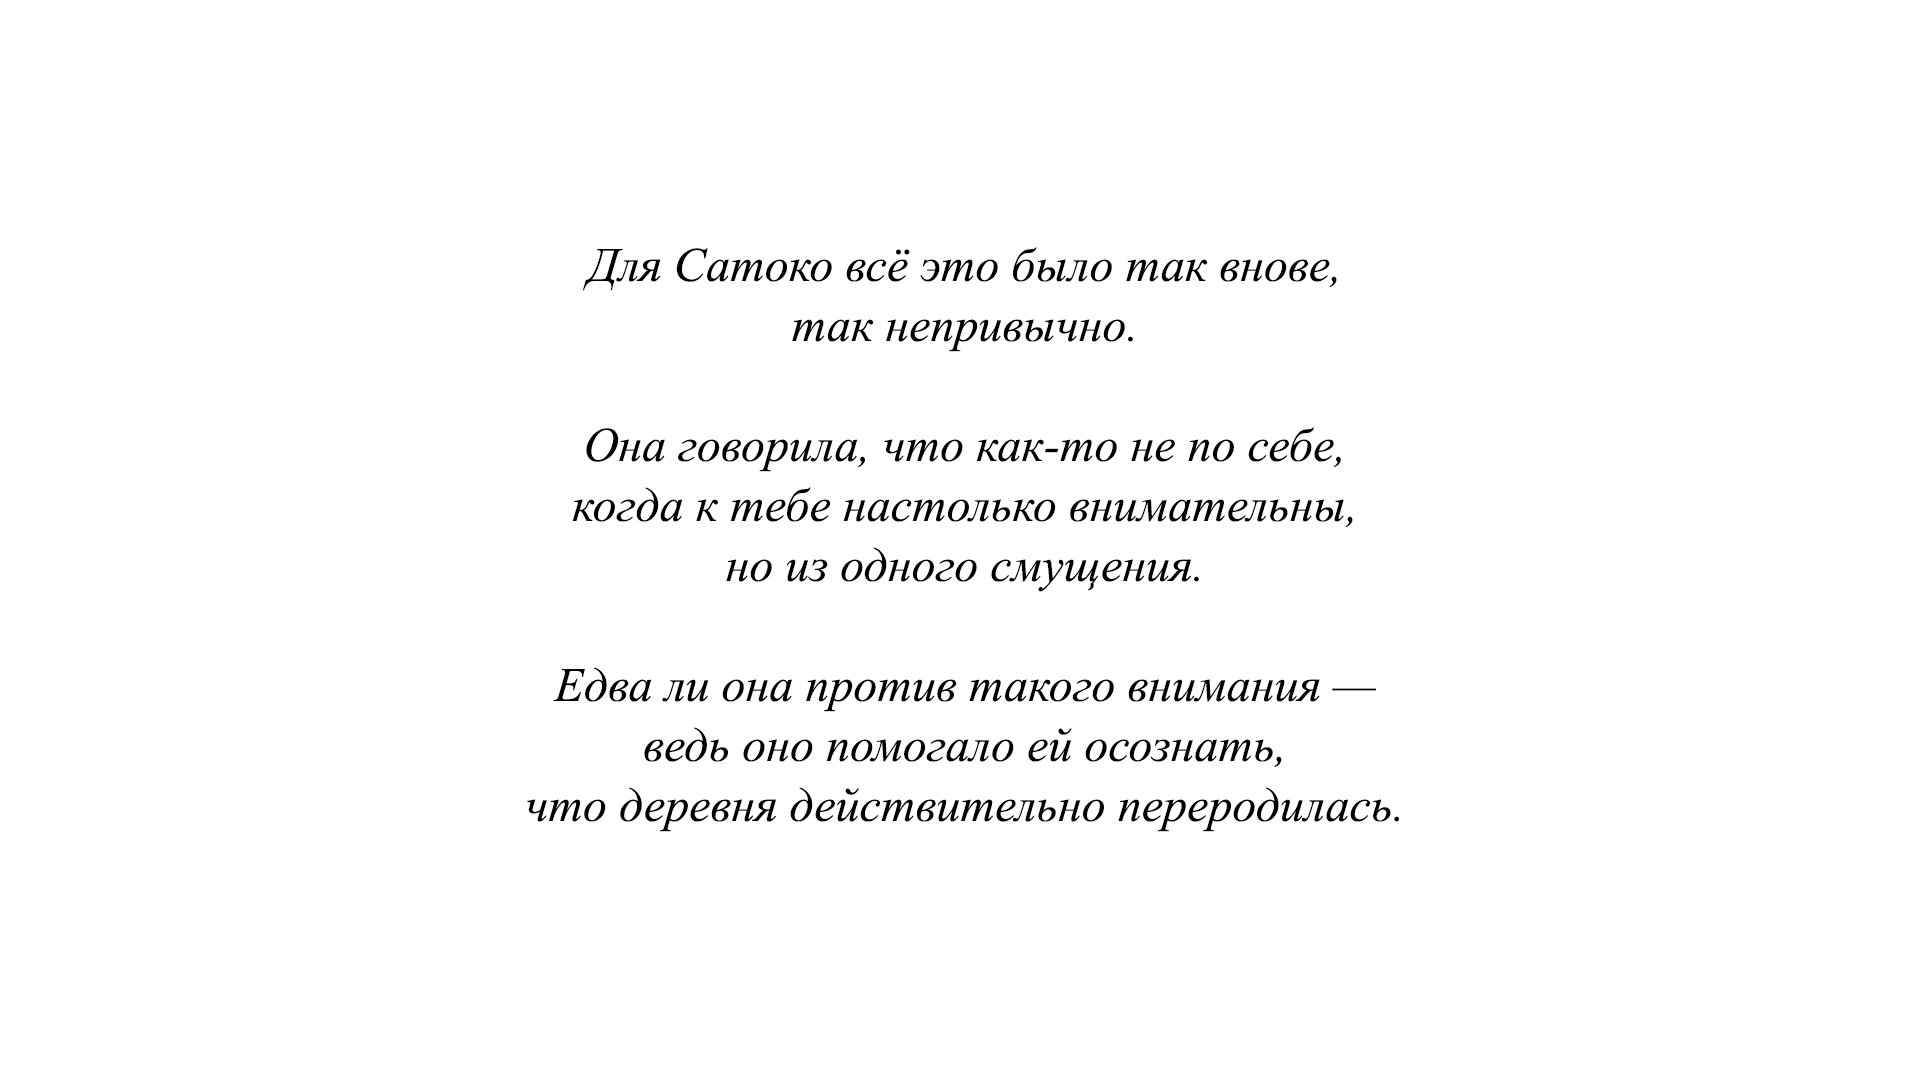 Для Сатоко всё это было так внове,
так непривычно.
Она говорила, что как-то не по себе,
когда к тебе настолько внимательны,
но из одного смущения.
Едва ли она против такого внимания —
ведь оно помогало ей осознать,
что деревня действительно переродилась.